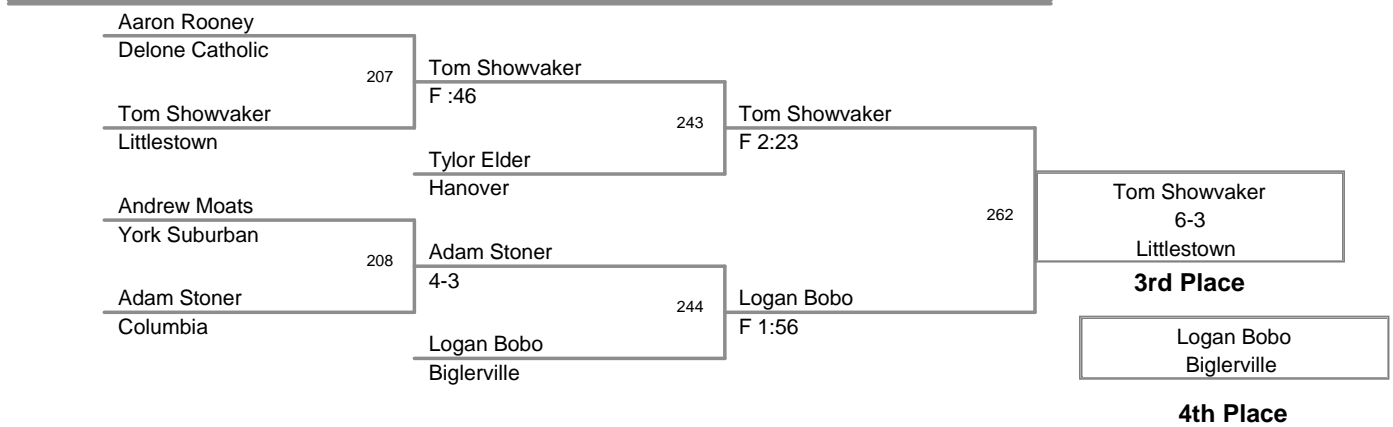 Aaron Rooney
Delone Catholic
207
Tom Showvaker
Littlestown
Andrew Moats
York Suburban
208
Adam Stoner
Columbia
Tom Showvaker
F :46
243
Tylor Elder
Hanover
Adam Stoner
4-3
244
Logan Bobo
Biglerville
Tom Showvaker
F 2:23
262
Logan Bobo
F 1:56
Tom Showvaker
6-3
Littlestown
3rd Place
Logan Bobo
Biglerville
4th Place